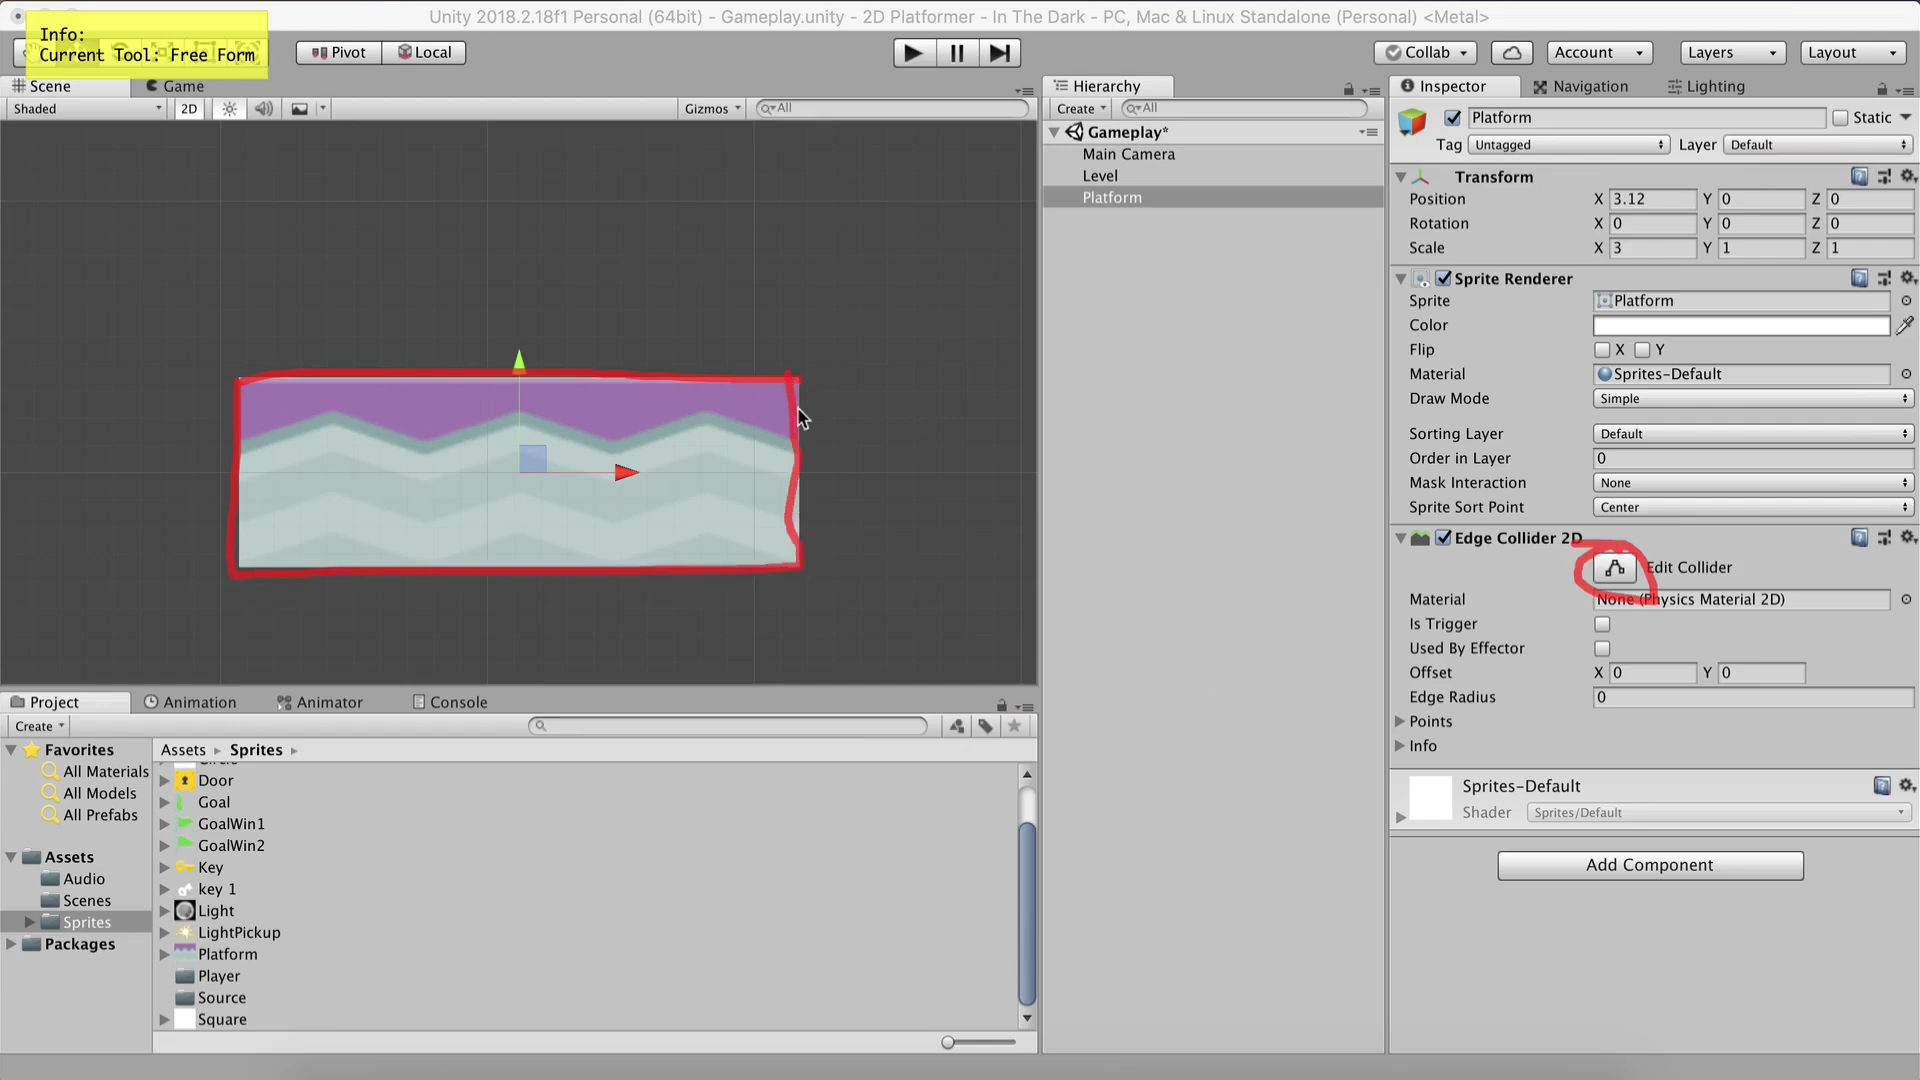 Unity 2018.2.18f1 Personal (64bit) - Gameplay.unity - 2D Platformer - In The Dark - PC, Mac & Linux Standalone (Personal) <Metal>
Info:
Current Tool: Free Form
Pivot
Local
Collab
Account
Layers
Layout
Scene
Game
Shaded
2D
Gizmos
All
Hierarchy
Create
All
Gameplay*
Main Camera
Level
Platform
Inspector
Navigation
Lighting
Platform
Static
Tag Untagged
Layer Default
Transform
Position X 3.12 Y 0 Z 0
Rotation X 0 Y 0 Z 0
Scale X 3 Y 1 Z 1
Sprite Renderer
Sprite Platform
Color
Flip X Y
Material Sprites-Default
Draw Mode Simple
Sorting Layer Default
Order in Layer 0
Mask Interaction None
Sprite Sort Point Center
Edge Collider 2D
Edit Collider
Material None (Physics Material 2D)
Is Trigger
Used By Effector
Offset X 0 Y 0
Edge Radius 0
Points
Info
Sprites-Default
Shader Sprites/Default
Add Component
Project
Animation
Animator
Console
Create
Favorites
All Materials
All Models
All Prefabs
Assets
Audio
Scenes
Sprites
Packages
Assets Sprites
Door
Goal
GoalWin1
GoalWin2
Key
key 1
Light
LightPickup
Platform
Player
Source
Square